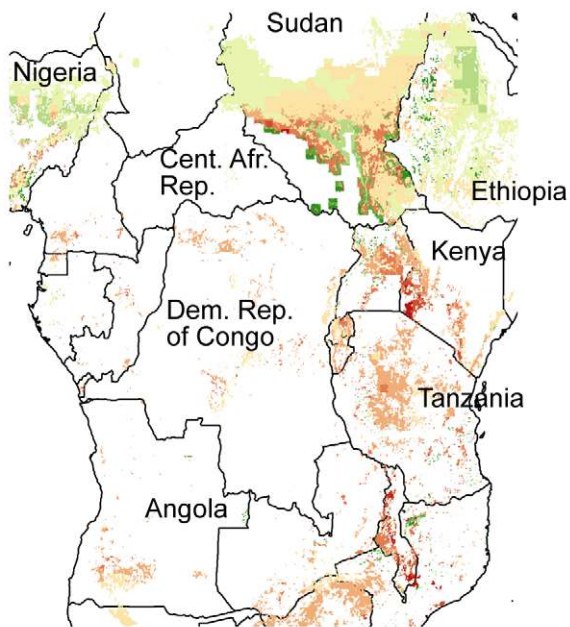 Sudan
Nigeria
Cent. Afr.
Rep.
Ethiopia
Kenya
Dem. Rep.
of Congo
Tanzania
Angola